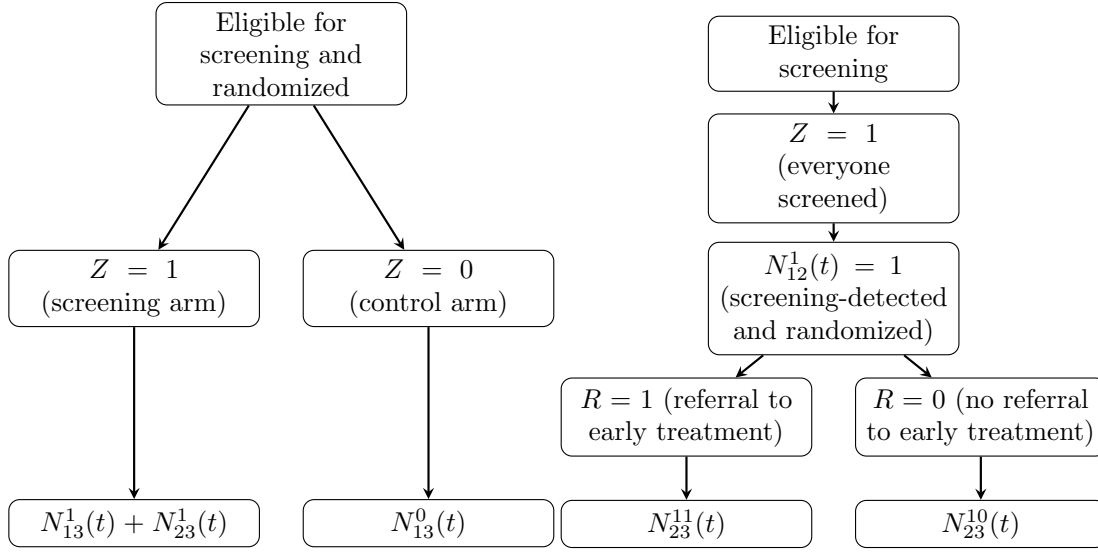 Eligible for
screening and
randomized
Z = 1
(screening arm)
Z = 0
(control arm)
N^1_{13}(t) + N^1_{23}(t)
N^0_{13}(t)
Eligible for
screening
Z = 1
(everyone
screened)
N^1_{12}(t) = 1
(screening-detected
and randomized)
R = 1 (referral to
early treatment)
R = 0 (no referral
to early treatment)
N^{11}_{23}(t)
N^{10}_{23}(t)